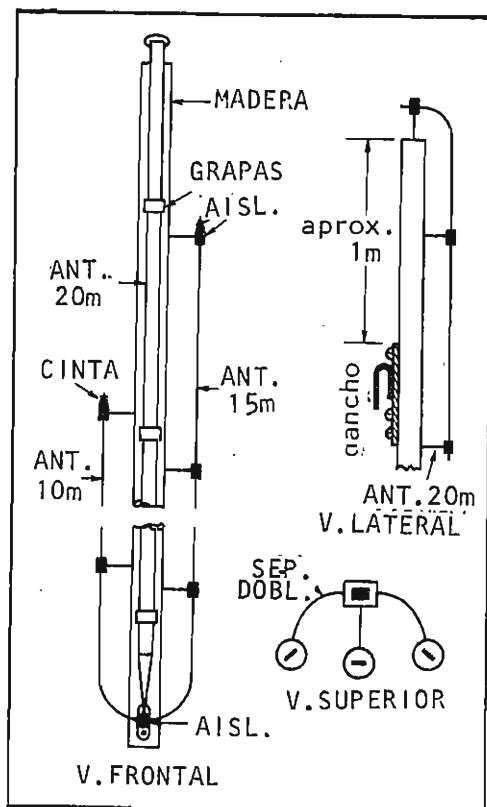 MADERA
GRAPAS
AISL.
ANT.
20m
CINTA
ANT.
15m
ANT.
10m
AISL.
V.FRONTAL
aprox.
1m
gancho
ANT.20m
V.LATERAL
SEP.
DOBL.
V.SUPERIOR